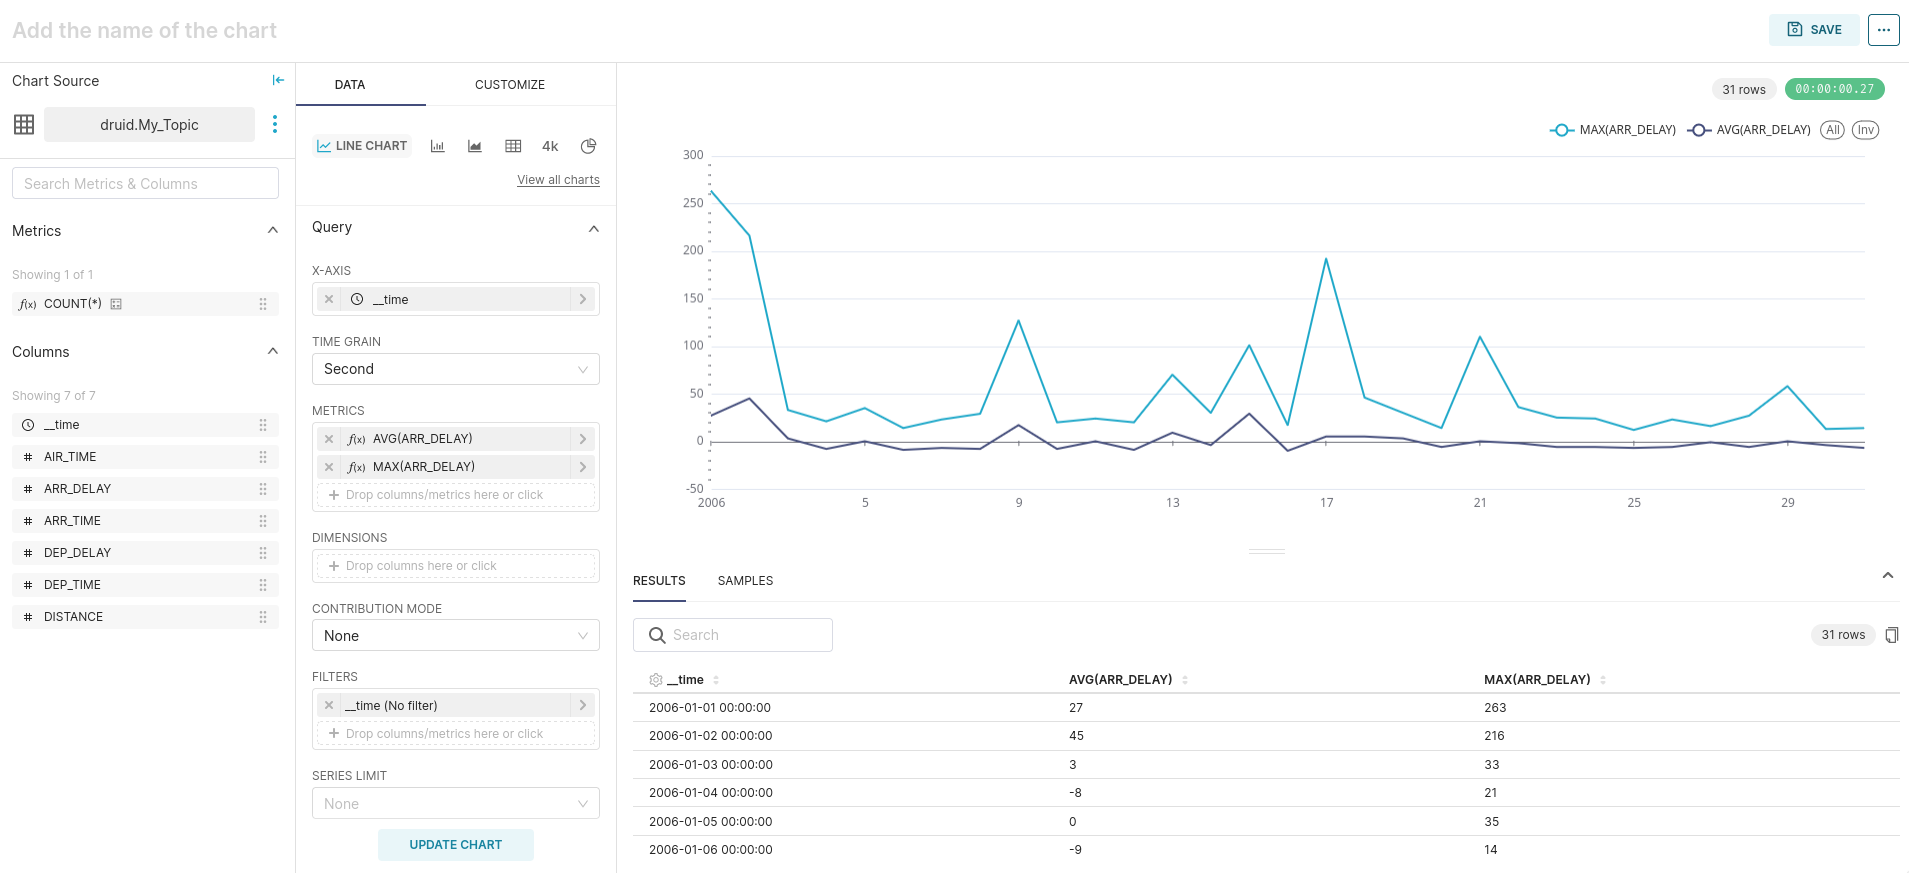 Add the name of the chart
SAVE
Chart Source
druid.My_Topic
Search Metrics & Columns
Metrics
Showing 1 of 1
f(x) COUNT(*)
Columns
Showing 7 of 7
__time
# AIR_TIME
# ARR_DELAY
# ARR_TIME
# DEP_DELAY
# DEP_TIME
# DISTANCE
DATA CUSTOMIZE
LINE CHART 4k
View all charts
Query
X-AXIS
__time
TIME GRAIN
Second
METRICS
f(x) AVG(ARR_DELAY)
f(x) MAX(ARR_DELAY)
+ Drop columns/metrics here or click
DIMENSIONS
+ Drop columns here or click
CONTRIBUTION MODE
None
FILTERS
__time (No filter)
+ Drop columns/metrics here or click
SERIES LIMIT
None
UPDATE CHART
31 rows 00:00:00.27
MAX(ARR_DELAY) AVG(ARR_DELAY) All Inv
300
250
200
150
100
50
0
-50
2006 5 9 13 17 21 25 29
RESULTS SAMPLES
Search
31 rows
__time AVG(ARR_DELAY) MAX(ARR_DELAY)
2006-01-01 00:00:00 27 263
2006-01-02 00:00:00 45 216
2006-01-03 00:00:00 3 33
2006-01-04 00:00:00 -8 21
2006-01-05 00:00:00 0 35
2006-01-06 00:00:00 -9 14